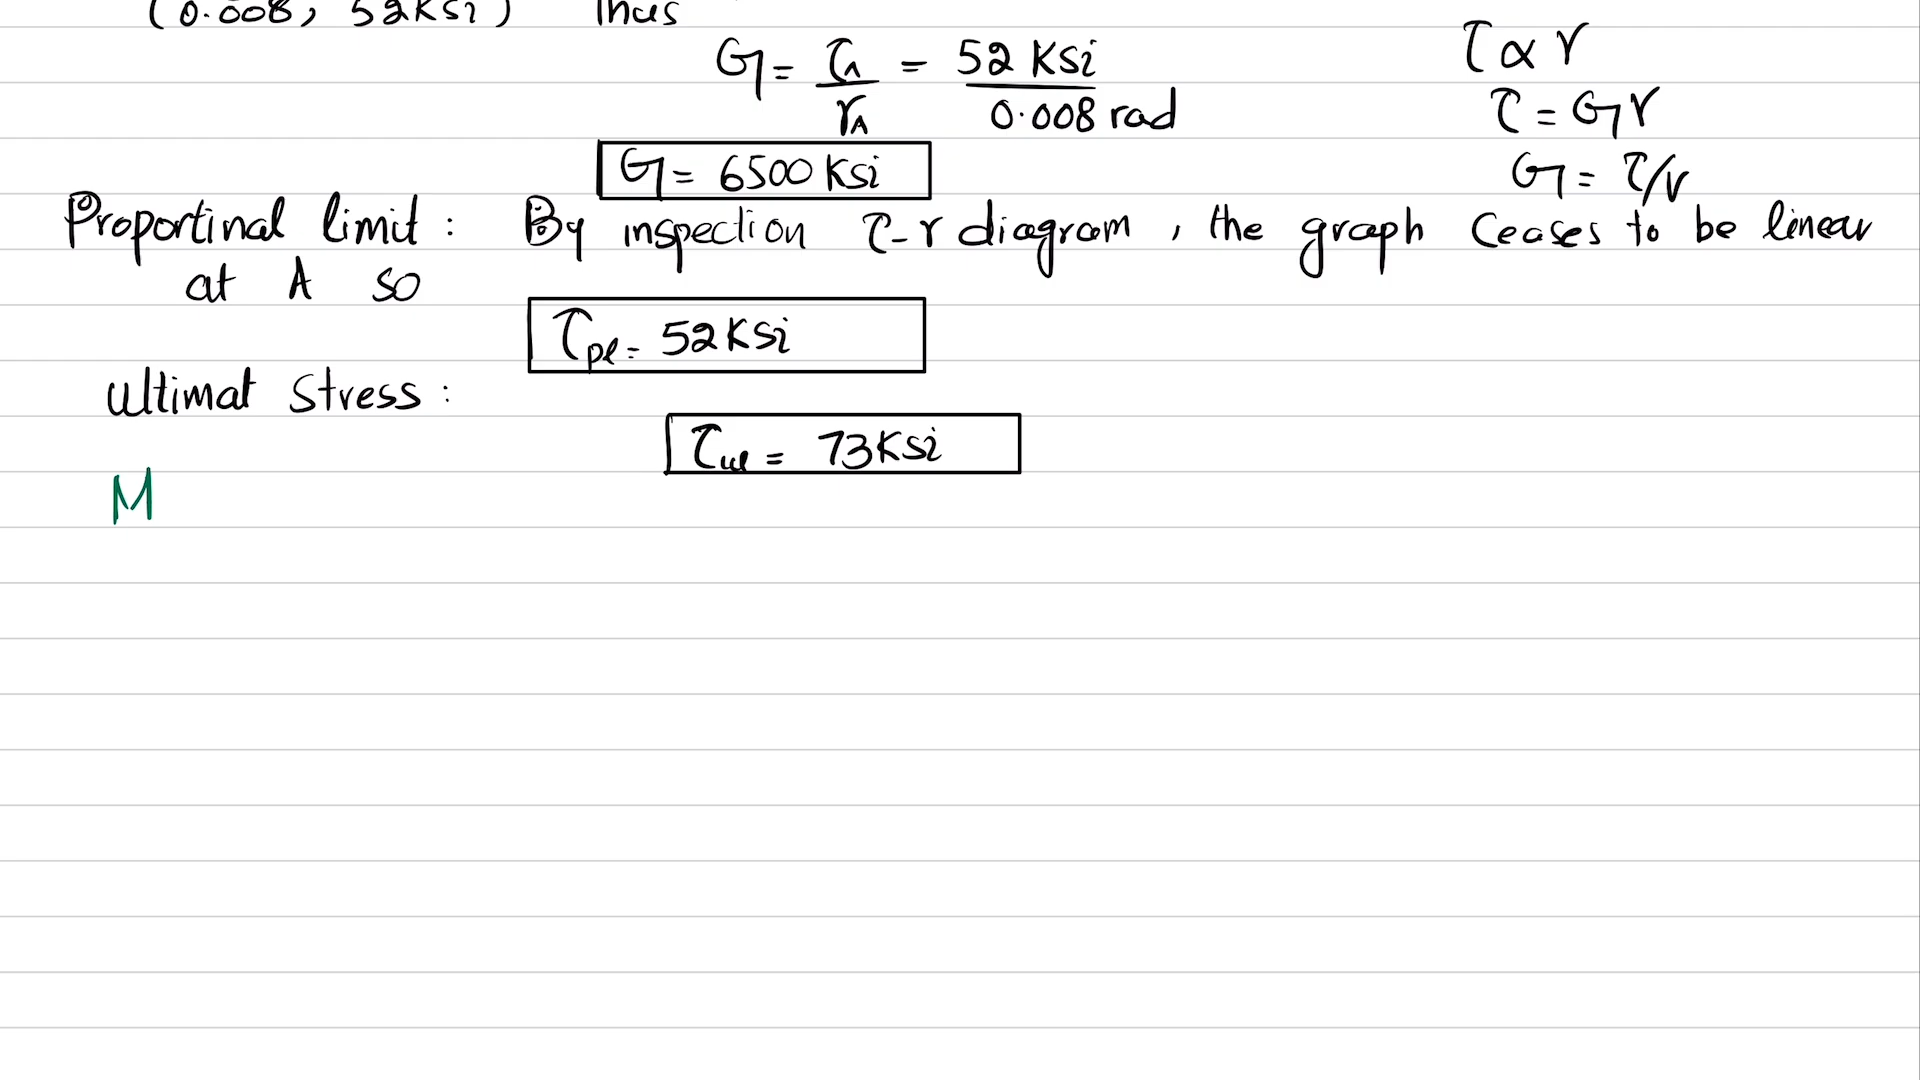 (0.008, 52Ksi) Thus
G = τA / γA = 52 Ksi / 0.008 rad
τ ∝ γ
τ = Gγ
G = τ/γ
G = 6500 Ksi
Proportinal limit : By inspection τ-γ diagram, the graph Ceases to be linear
at A so
τpl = 52Ksi
Ultimat Stress :
τul = 73Ksi
M